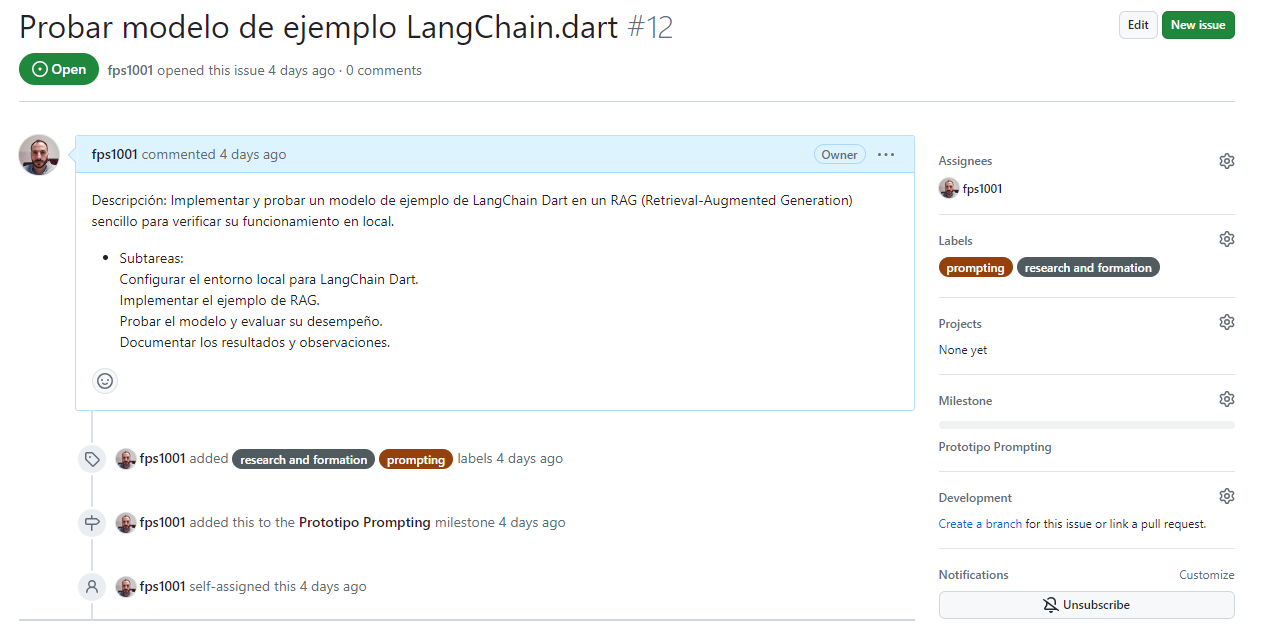 Probar modelo de ejemplo LangChain.dart #12
Edit
New issue
Open
fps1001 opened this issue 4 days ago · 0 comments
fps1001 commented 4 days ago
Owner
Descripción: Implementar y probar un modelo de ejemplo de LangChain Dart en un RAG (Retrieval-Augmented Generation)
sencillo para verificar su funcionamiento en local.
• Subtareas:
Configurar el entorno local para LangChain Dart.
Implementar el ejemplo de RAG.
Probar el modelo y evaluar su desempeño.
Documentar los resultados y observaciones.
fps1001 added research and formation prompting labels 4 days ago
fps1001 added this to the Prototipo Prompting milestone 4 days ago
fps1001 self-assigned this 4 days ago
Assignees
fps1001
Labels
prompting research and formation
Projects
None yet
Milestone
Prototipo Prompting
Development
Create a branch for this issue or link a pull request.
Notifications
Customize
Unsubscribe